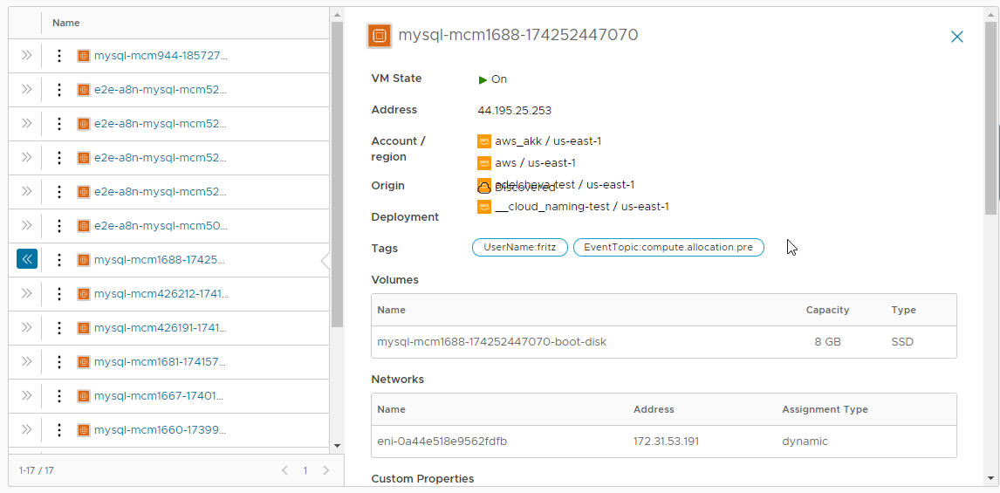 Name
mysql-mcm944-185727...
e2e-a8n-mysql-mcm52...
e2e-a8n-mysql-mcm52...
e2e-a8n-mysql-mcm52...
e2e-a8n-mysql-mcm52...
e2e-a8n-mysql-mcm50...
mysql-mcm1688-17425...
mysql-mcm426212-1741...
mysql-mcm426191-1741...
mysql-mcm1681-174157...
mysql-mcm1667-17401...
mysql-mcm1660-17399...
1-17 / 17
1
mysql-mcm1688-174252447070
VM State On
Address 44.195.25.253
Account / region
aws_akk / us-east-1
aws / us-east-1
-test / us-east-1
Origin Discovered
__cloud_naming-test / us-east-1
Deployment
Tags UserName:fritz EventTopic:compute.allocation.pre
Volumes
Name Capacity Type
mysql-mcm1688-174252447070-boot-disk 8 GB SSD
Networks
Name Address Assignment Type
eni-0a44e518e9562fdfb 172.31.53.191 dynamic
Custom Properties